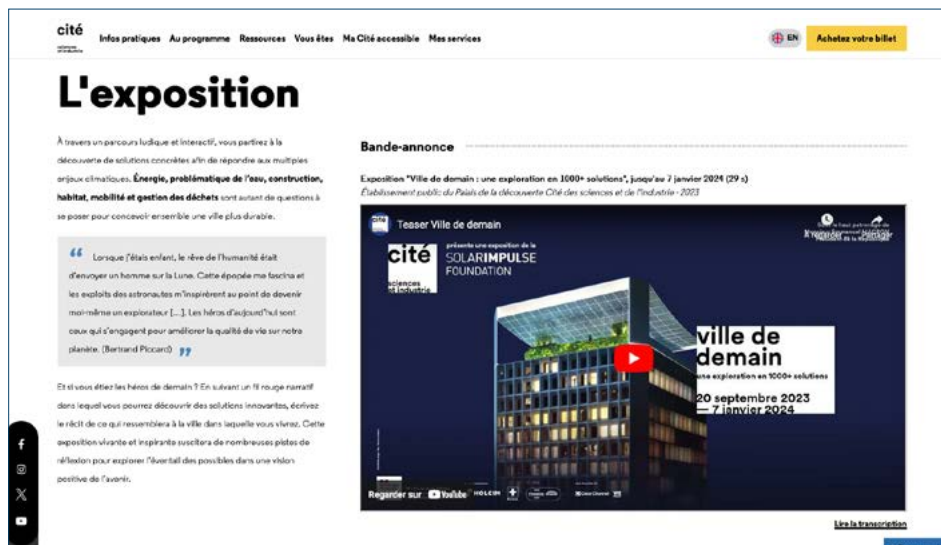 cité
sciences
et industrie
Infos pratiques Au programme Ressources Vous êtes Ma Cité accessible Mes services
EN
Achetez votre billet
L'exposition
À travers un parcours ludique et interactif, vous partirez à la
découverte de solutions concrètes afin de répondre aux multiples
enjeux climatiques. Énergie, problématique de l'eau, construction,
habitat, mobilité et gestion des déchets sont autant de questions à
se poser pour concevoir ensemble une ville plus durable.
“ Lorsque j'étais enfant, le rêve de l'humanité était
d'envoyer un homme sur la Lune. Cette épopée me fascina et
les exploits des astronautes m'inspirèrent au point de devenir
moi-même un explorateur [...]. Les héros d'aujourd'hui sont
ceux qui s'engagent pour améliorer la qualité de vie sur notre
planète. (Bertrand Piccard) ”
Et si vous étiez les héros de demain ? En suivant un fil rouge narratif
dans lequel vous pourrez découvrir des solutions innovantes, écrivez
le récit de ce qui ressemblera à la ville dans laquelle vous vivrez. Cette
exposition vivante et inspirante suscitera de nombreuses pistes de
réflexion pour explorer l'éventail des possibles dans une vision
positive de l'avenir.
Bande-annonce
Exposition "Ville de demain : une exploration en 1000+ solutions", jusqu'au 7 janvier 2024 (29 s)
Établissement public du Palais de la découverte Cité des sciences et de l'industrie - 2023
cité
Teaser Ville de demain
À regarder
Partager
cité
sciences
et industrie
présente une exposition de la
SOLARIMPULSE
FOUNDATION
ville de
demain
une exploration en 1000+ solutions
20 septembre 2023
— 7 janvier 2024
Regarder sur YouTube
HOLCIM
Lire la transcription